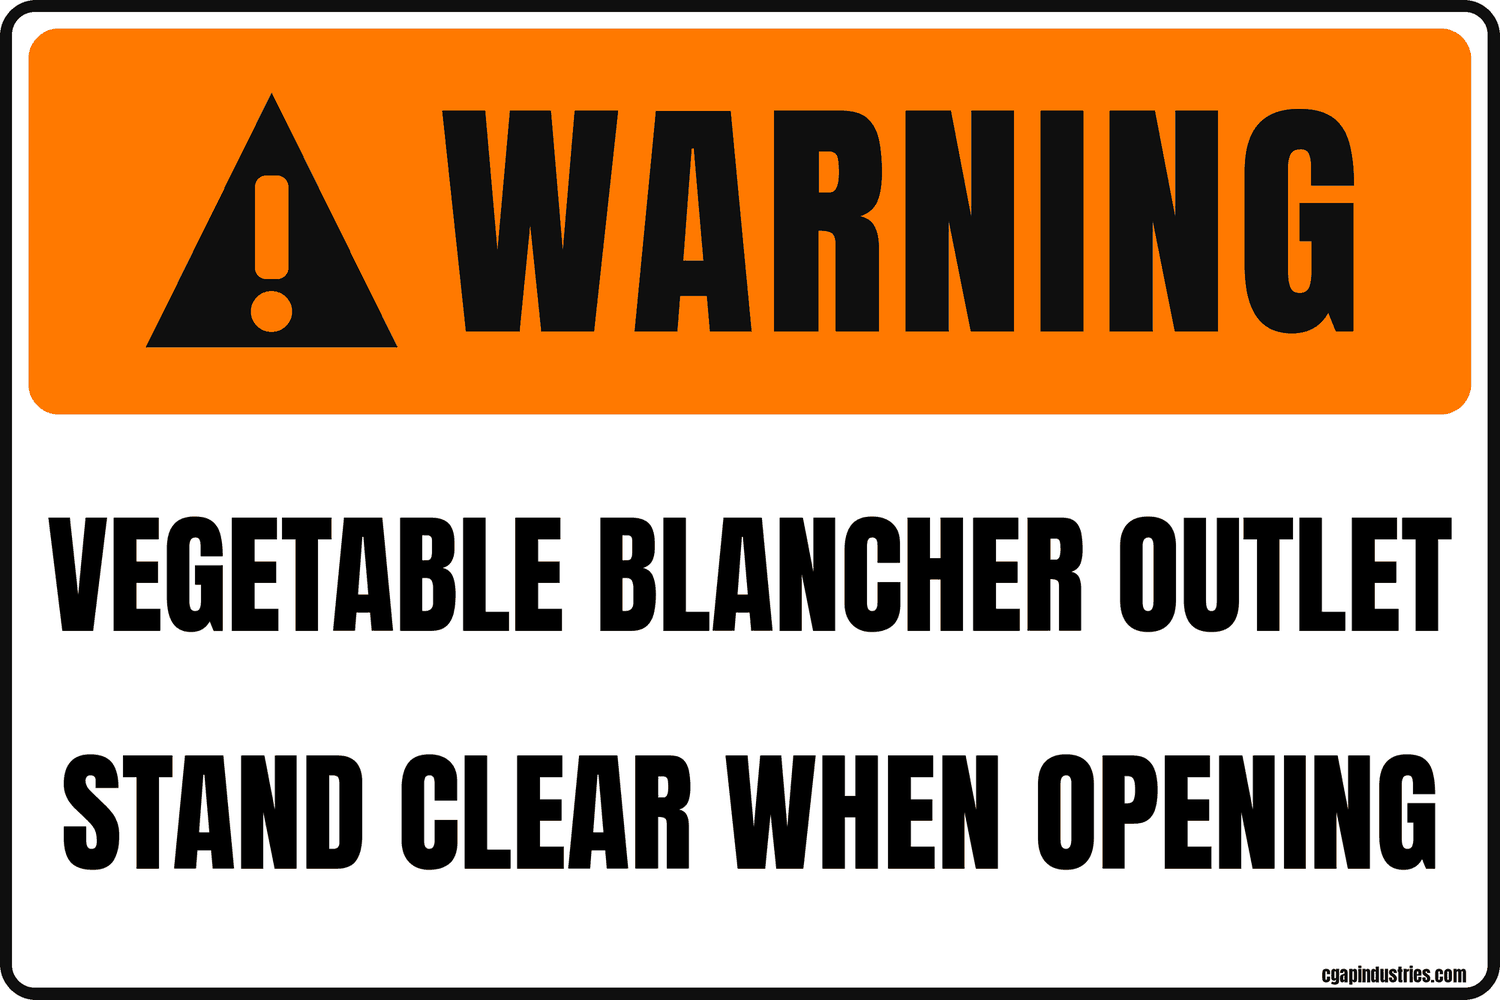 WARNING
VEGETABLE BLANCHER OUTLET
STAND CLEAR WHEN OPENING
cgapindustries.com